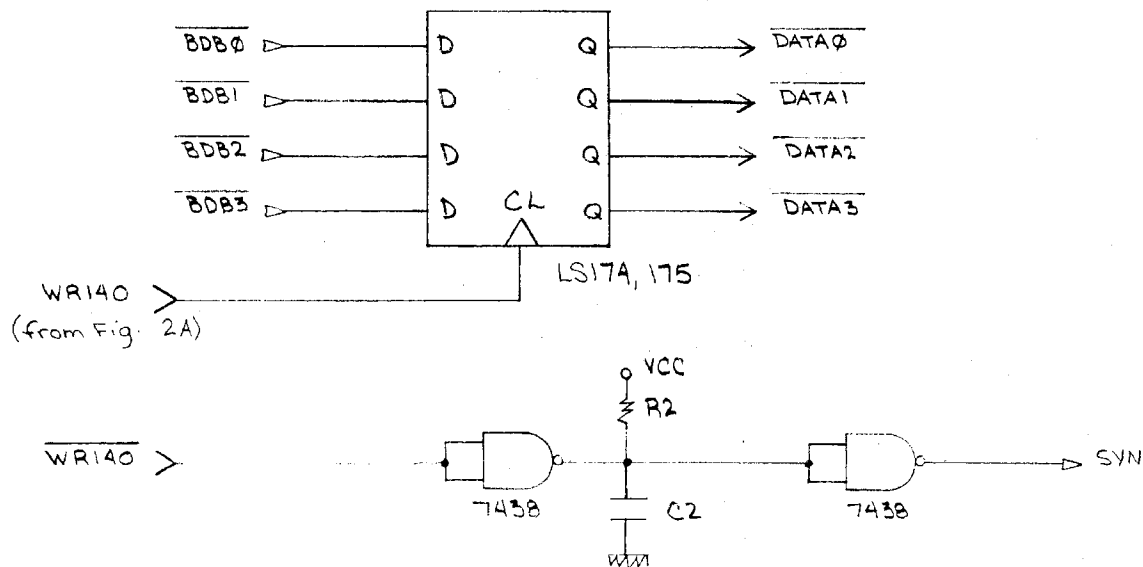 BDB0 D Q DATA0
BDB1 D Q DATA1
BDB2 D Q DATA2
BDB3 D CL Q DATA3
LS174, 175
WR140
(from Fig. 2A)
VCC
R2
WR140
SYN
7438
C2
7438